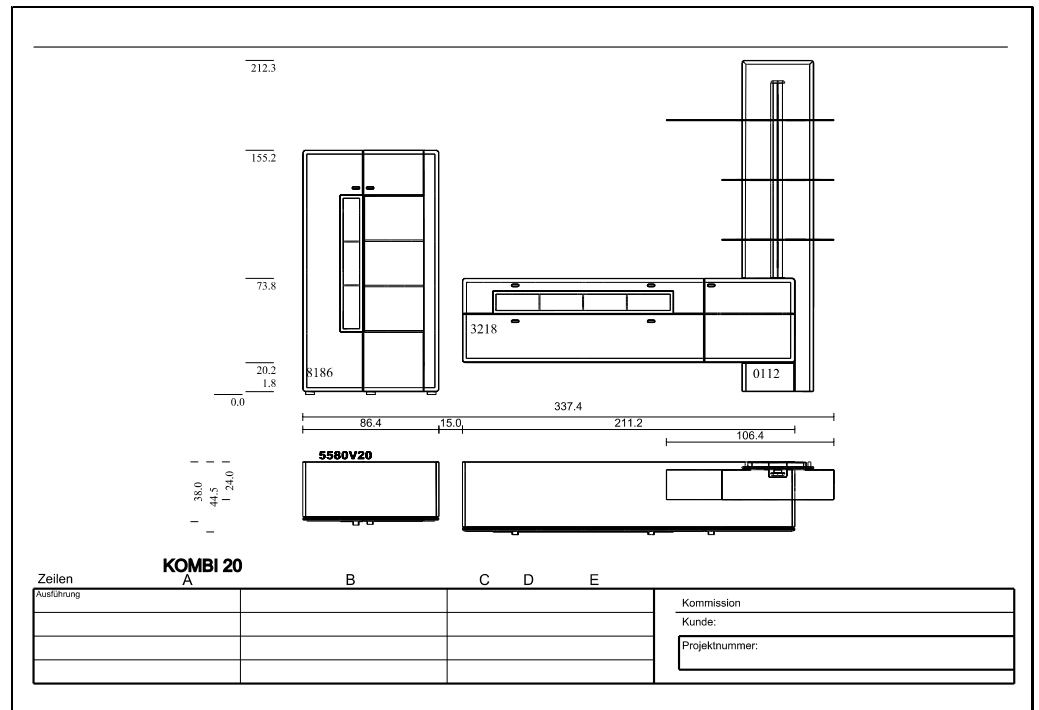 212.3
155.2
73.8
3218
20.2
8186
0112
1.8
0.0
337.4
86.4
15.0
211.2
106.4
5580V20
38.0
44.5
24.0
KOMBI 20
Zeilen
A
B
C
D
E
Ausführung
Kommission
Kunde:
Projektnummer: